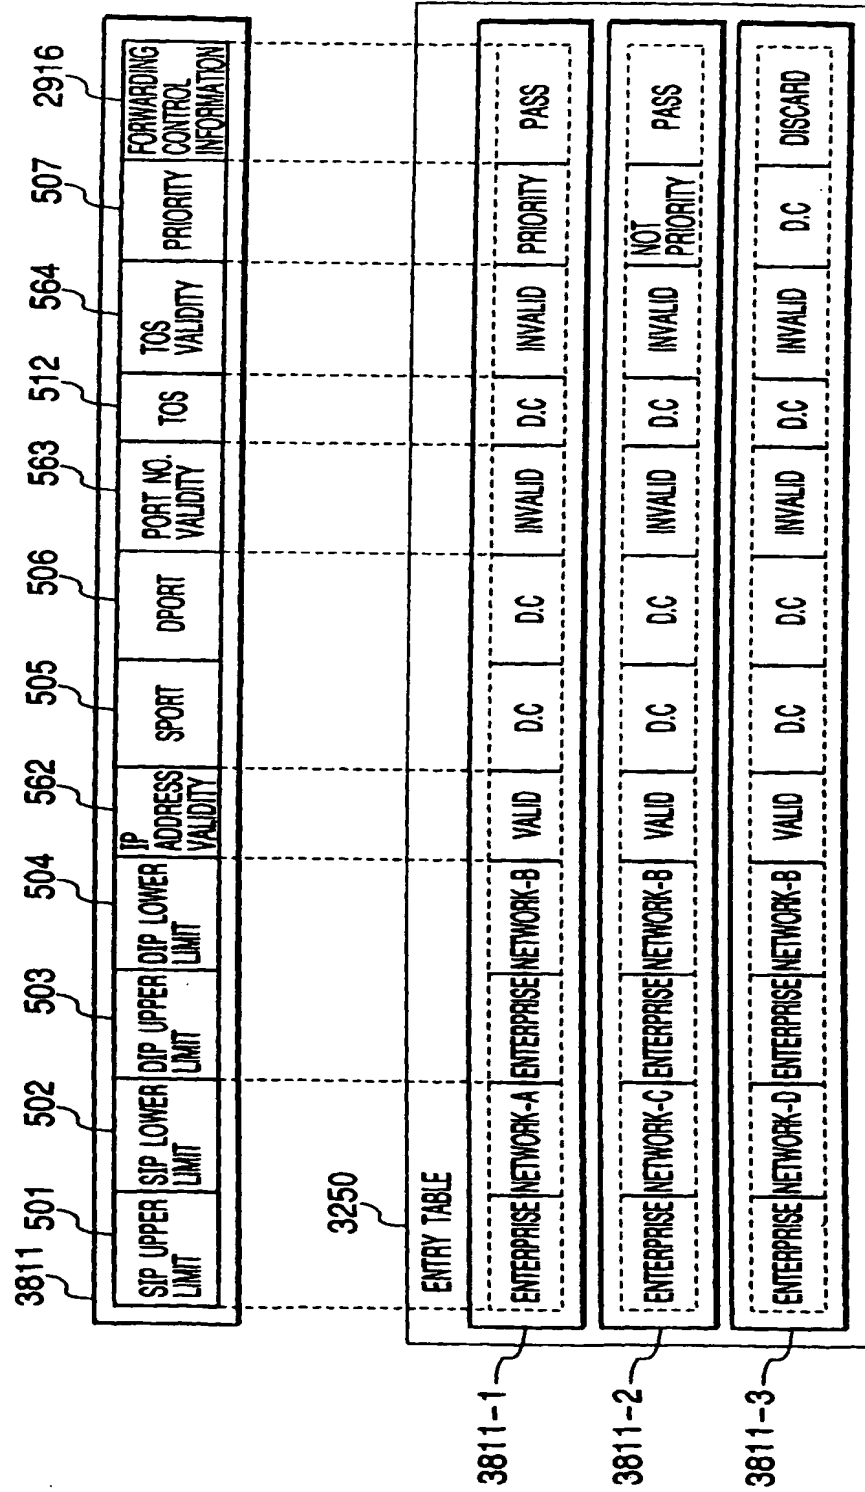 3811
501
502
503
504
562
505
506
563
512
564
507
2916
SIP UPPER
LIMIT
SIP LOWER
LIMIT
DIP UPPER
LIMIT
DIP LOWER
LIMIT
IP
ADDRESS
VALIDITY
SPORT
DPORT
PORT NO.
VALIDITY
TOS
TOS
VALIDITY
PRIORITY
FORWARDING
CONTROL
INFORMATION
3250
ENTRY TABLE
3811-1
ENTERPRISE NETWORK-A ENTERPRISE NETWORK-B VALID D.C D.C INVALID D.C INVALID PRIORITY PASS
3811-2
ENTERPRISE NETWORK-C ENTERPRISE NETWORK-B VALID D.C D.C INVALID D.C INVALID NOT
PRIORITY PASS
3811-3
ENTERPRISE NETWORK-D ENTERPRISE NETWORK-B VALID D.C D.C INVALID D.C INVALID D.C DISCARD